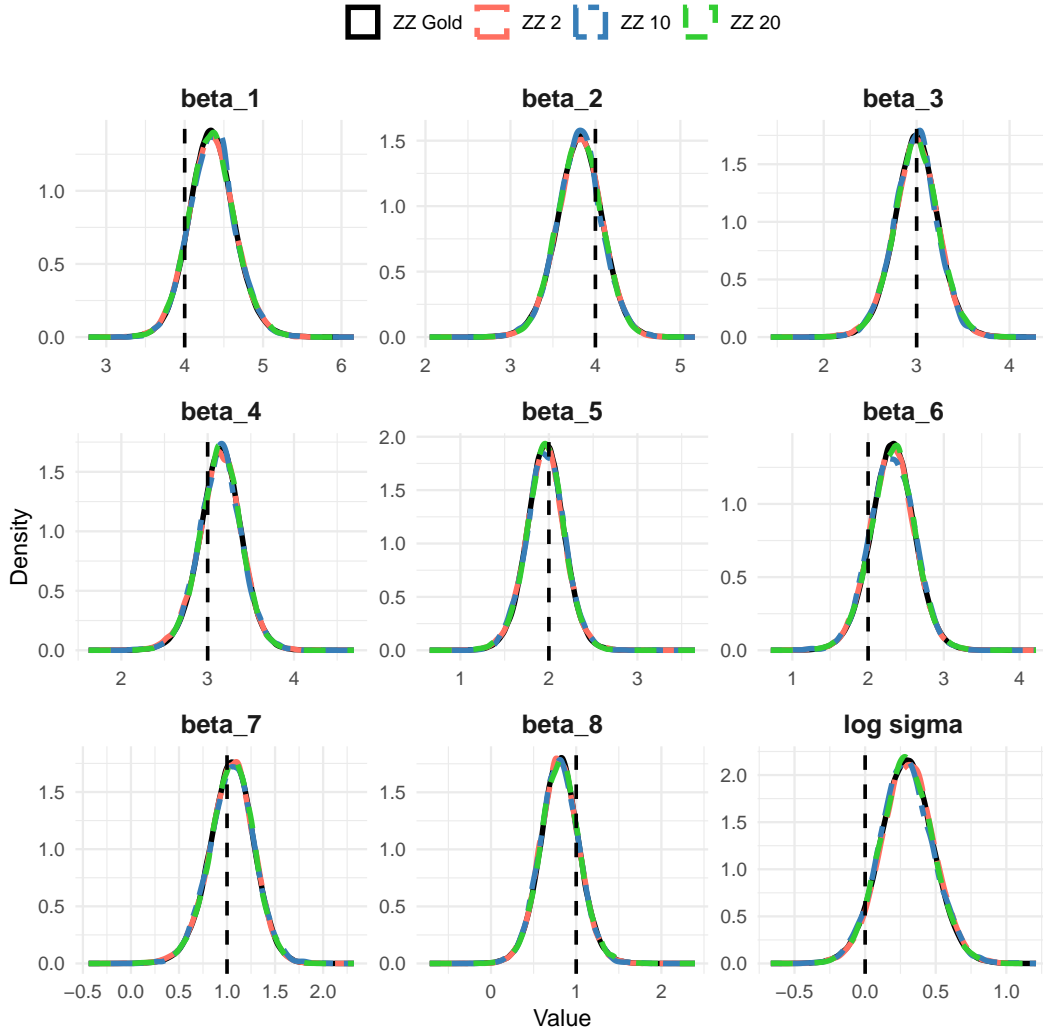 ZZ Gold ZZ 2 ZZ 10 ZZ 20
beta_1 beta_2 beta_3
0.0 0.5 1.0
3 4 5 6
0.0 0.5 1.0 1.5
2 3 4 5
0.0 0.5 1.0 1.5
2 3 4
beta_4 beta_5 beta_6
Density
0.0 0.5 1.0 1.5
2 3 4
0.0 0.5 1.0 1.5 2.0
1 2 3
0.0 0.5 1.0
1 2 3 4
beta_7 beta_8 log sigma
0.0 0.5 1.0 1.5
−0.5 0.0 0.5 1.0 1.5 2.0
0.0 0.5 1.0 1.5
0 1 2
0.0 0.5 1.0 1.5 2.0
−0.5 0.0 0.5 1.0
Value